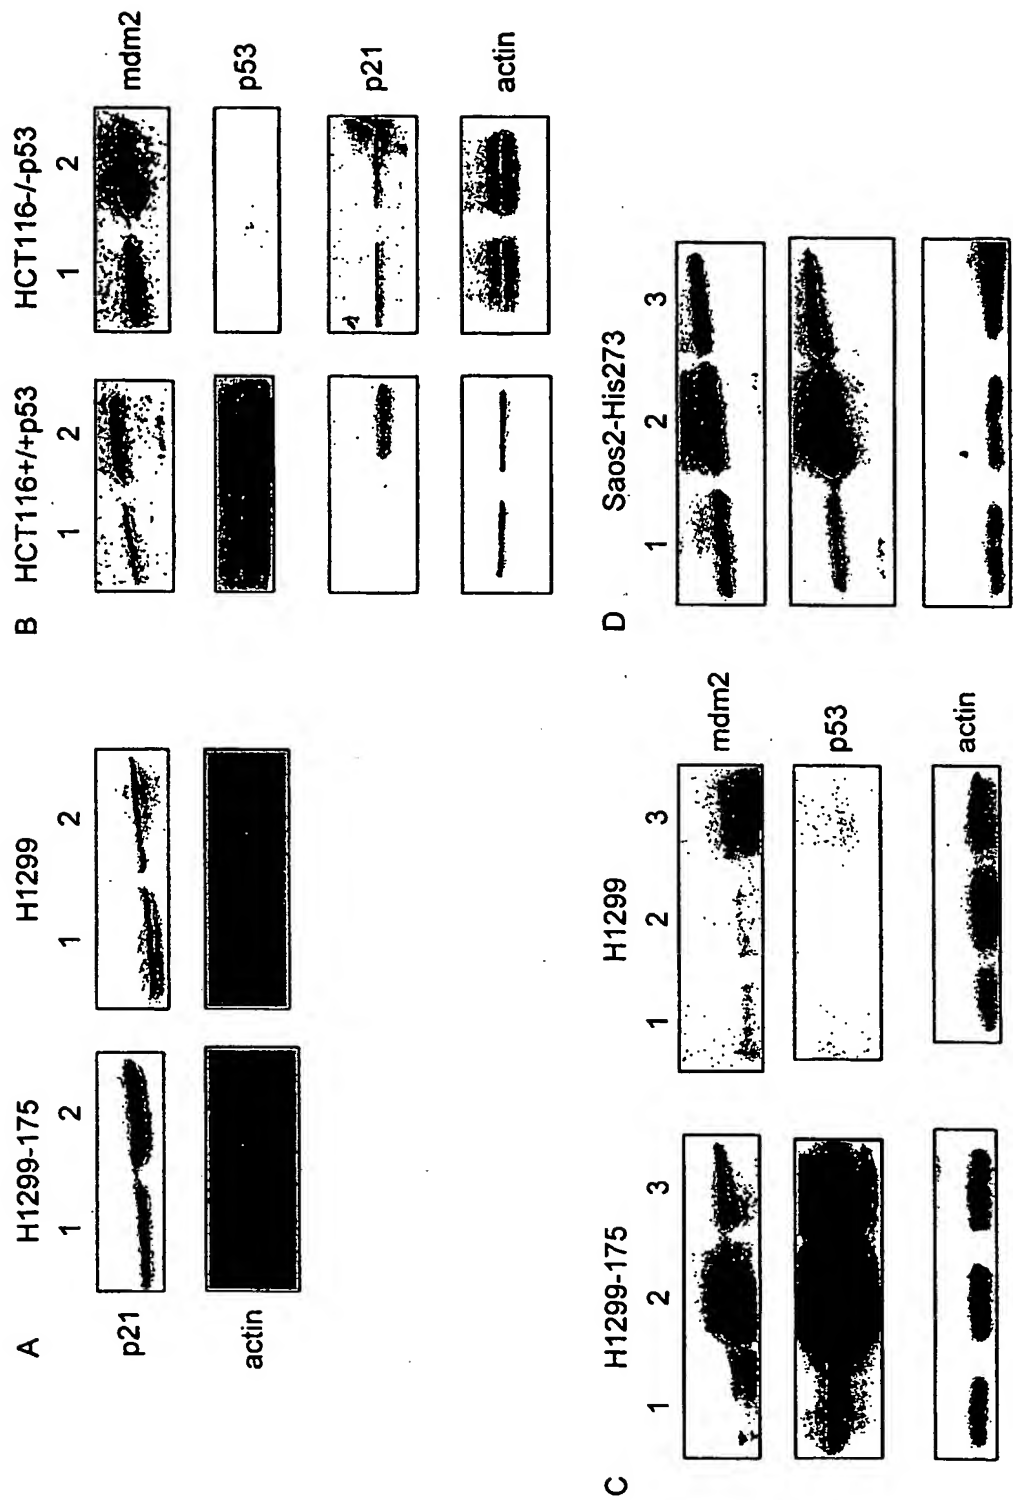 A
H1299-175
H1299
1 2
1 2
p21
actin
B
HCT116+/+p53
HCT116-/-p53
1 2
1 2
mdm2
p53
p21
actin
C
H1299-175
H1299
1 2 3
1 2 3
mdm2
p53
actin
D
Saos2-His273
1 2 3